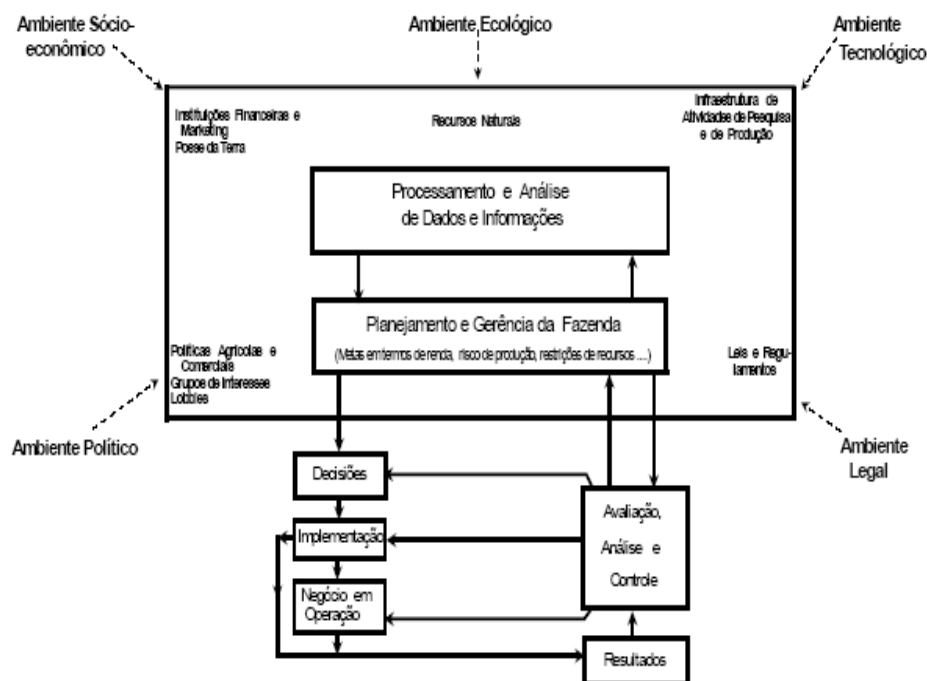 Ambiente Sócio-
econômico
Ambiente Ecológico
Ambiente
Tecnológico
Instituições Financeiras e
Marketing
Posse da Terra
Recursos Naturais
Infraestrutura de
Atividades de Pesquisa
e de Produção
Processamento e Análise
de Dados e Informações
Planejamento e Gerência da Fazenda
(Metas em termos de renda, risco de produção, restrições de recursos ...)
Políticas Agrícolas e
Comerciais
Grupos de Interesses
Lobbies
Leis e Regu-
lamentos
Ambiente Político
Ambiente
Legal
Decisões
Implementação
Negócio em
Operação
Avaliação,
Análise e
Controle
Resultados